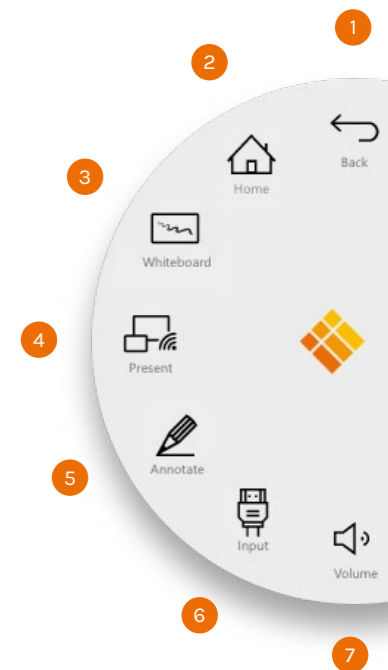 1
Back
2
Home
3
Whiteboard
4
Present
5
Annotate
6
Input
7
Volume